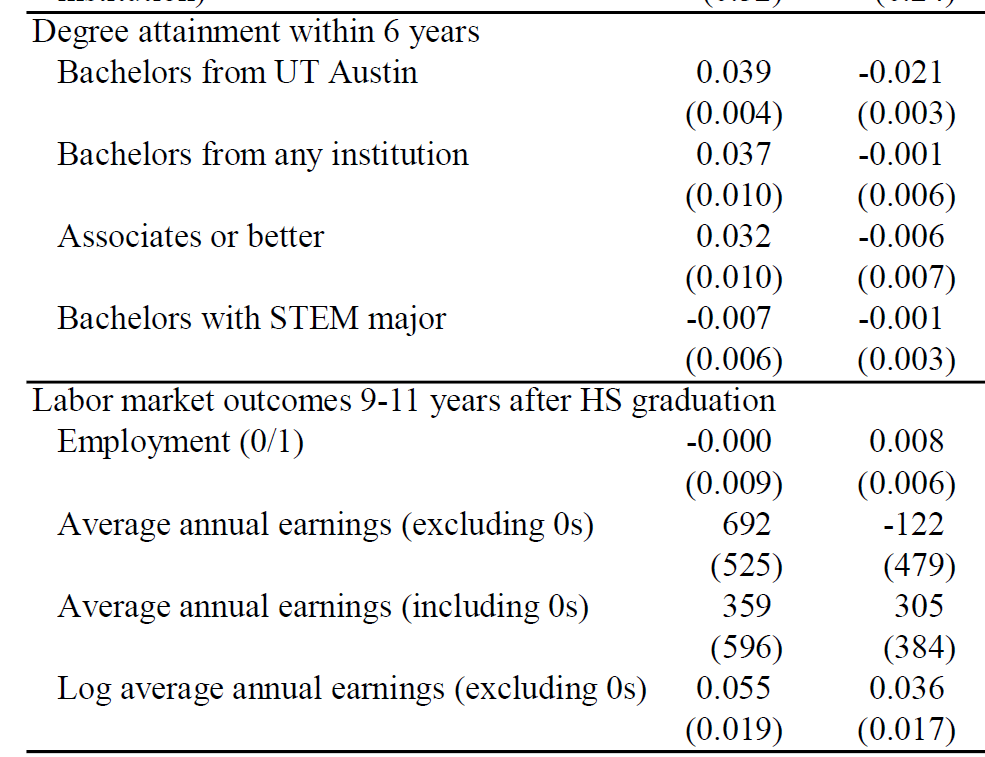 Degree attainment within 6 years
Bachelors from UT Austin 0.039 -0.021
(0.004) (0.003)
Bachelors from any institution 0.037 -0.001
(0.010) (0.006)
Associates or better 0.032 -0.006
(0.010) (0.007)
Bachelors with STEM major -0.007 -0.001
(0.006) (0.003)
Labor market outcomes 9-11 years after HS graduation
Employment (0/1) -0.000 0.008
(0.009) (0.006)
Average annual earnings (excluding 0s) 692 -122
(525) (479)
Average annual earnings (including 0s) 359 305
(596) (384)
Log average annual earnings (excluding 0s) 0.055 0.036
(0.019) (0.017)